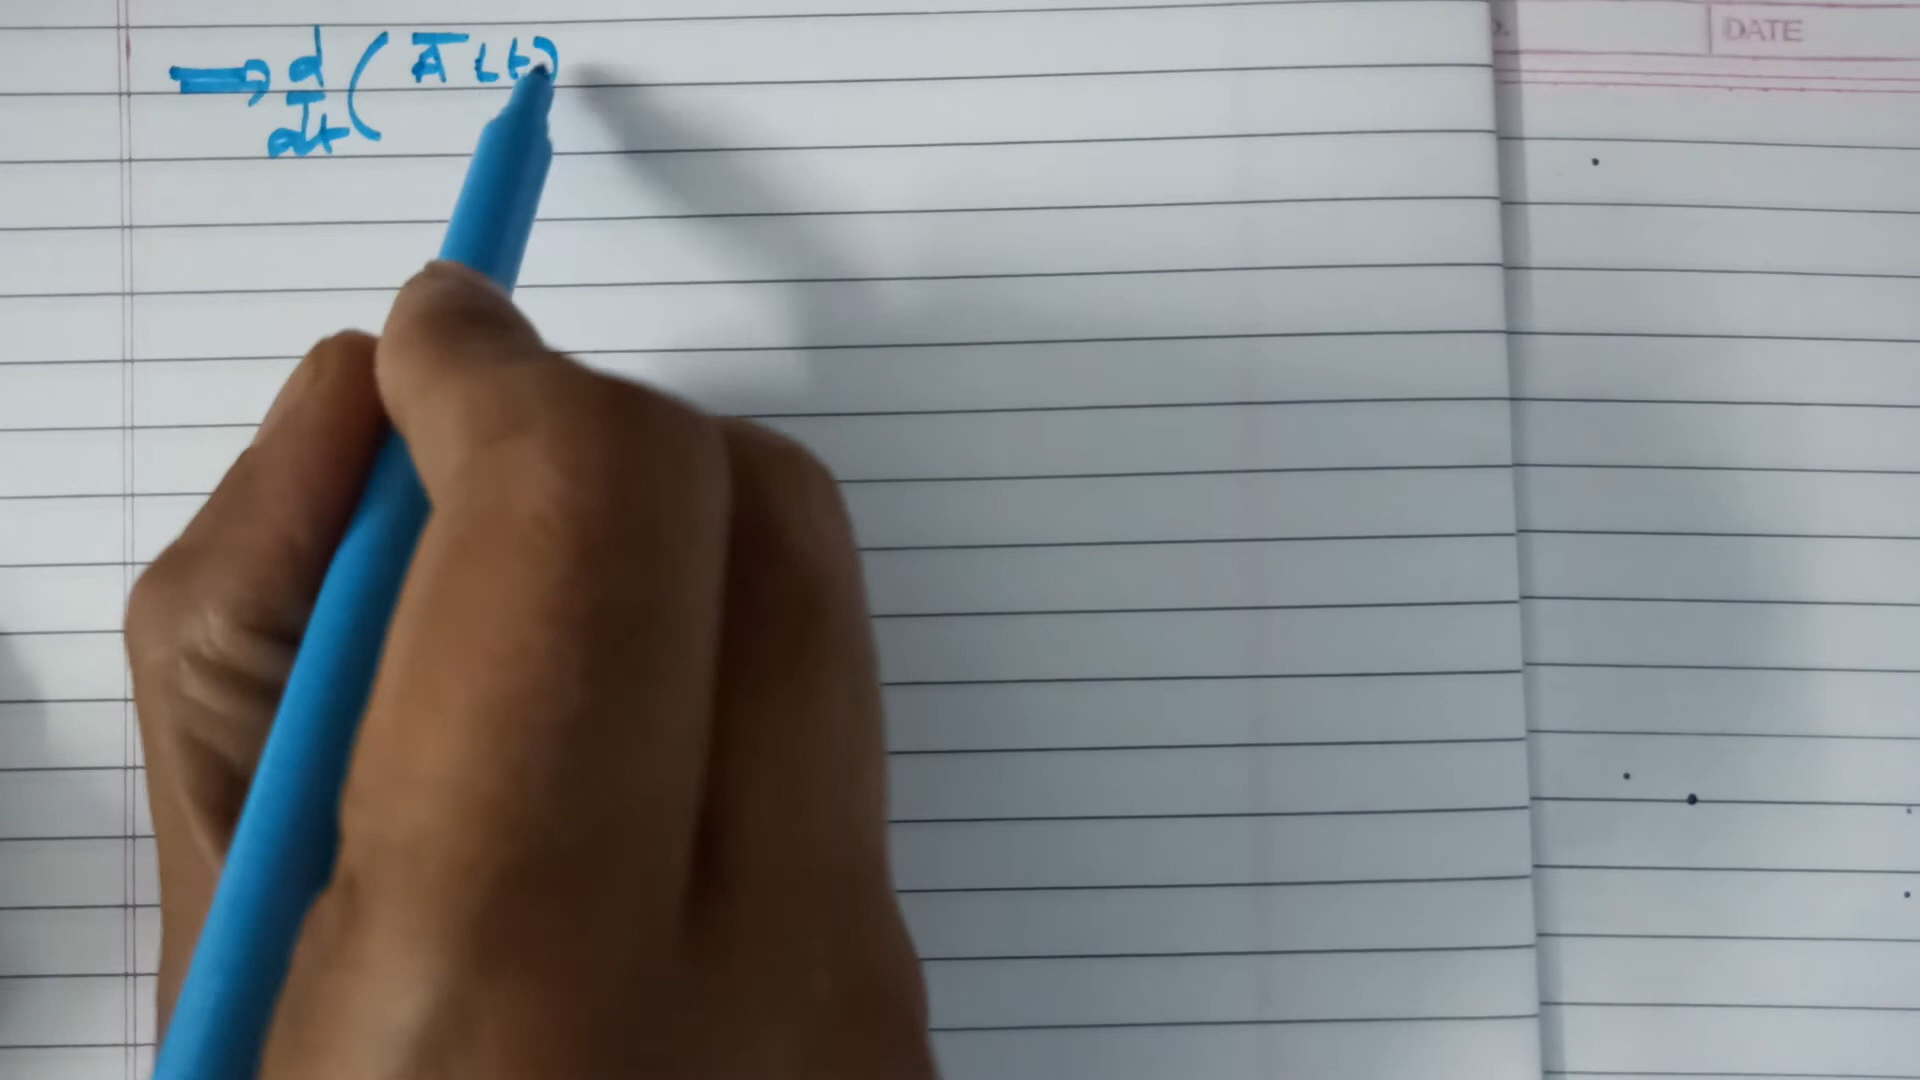 ⇒ d/dt ( A̅ (t)
DATE